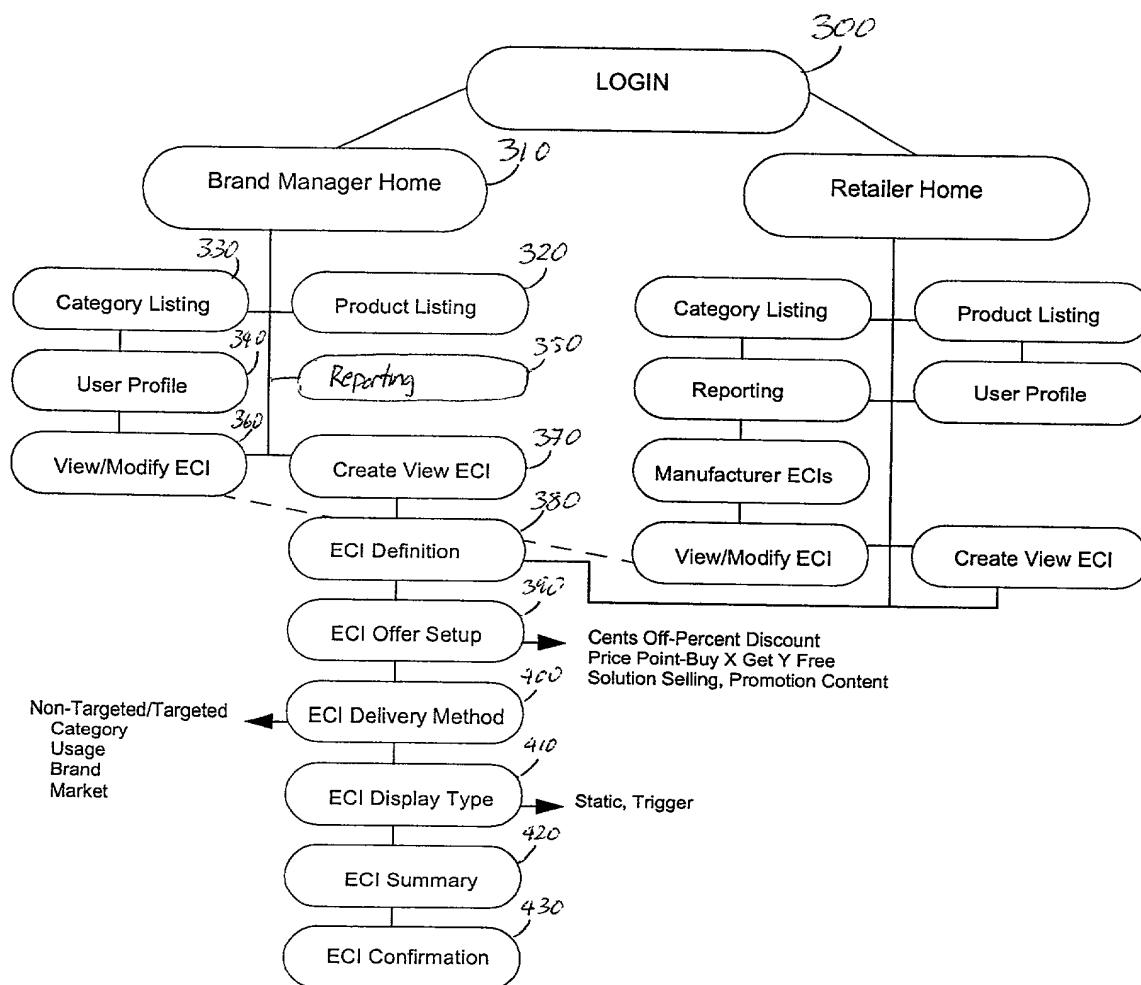 300
LOGIN
310
Brand Manager Home
Retailer Home
330
320
Category Listing
Product Listing
Category Listing
Product Listing
340
350
User Profile
Reporting
Reporting
User Profile
360
370
View/Modify ECI
Create View ECI
Manufacturer ECIs
380
ECI Definition
View/Modify ECI
Create View ECI
390
ECI Offer Setup
Cents Off-Percent Discount
Price Point-Buy X Get Y Free
Solution Selling, Promotion Content
400
Non-Targeted/Targeted
Category
Usage
Brand
Market
ECI Delivery Method
410
ECI Display Type
Static, Trigger
420
ECI Summary
430
ECI Confirmation